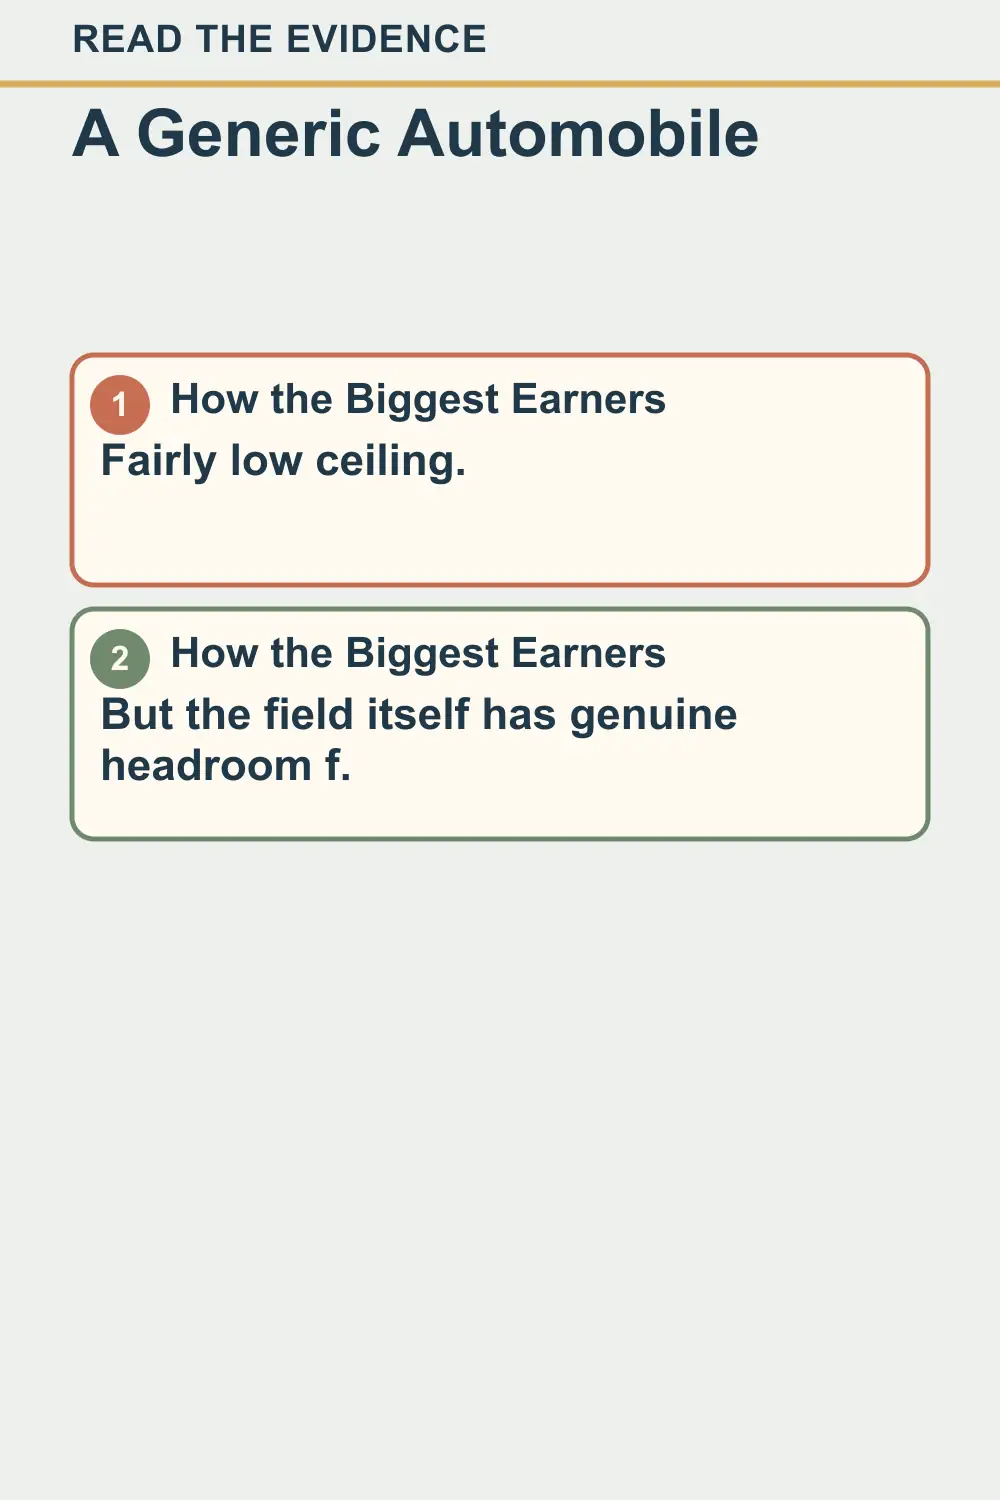 READ THE EVIDENCE
A Generic Automobile
1 How the Biggest Earners
Fairly low ceiling.
2 How the Biggest Earners
But the field itself has genuine
headroom f.